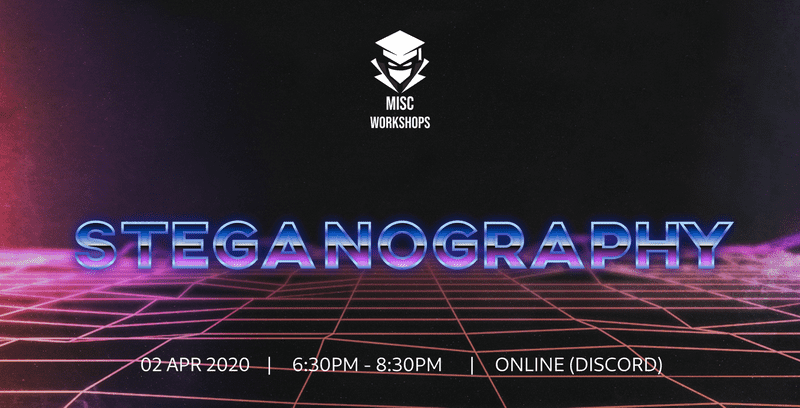 MISC
WORKSHOPS
STEGANOGRAPHY
02 APR 2020 | 6:30PM - 8:30PM | ONLINE (DISCORD)